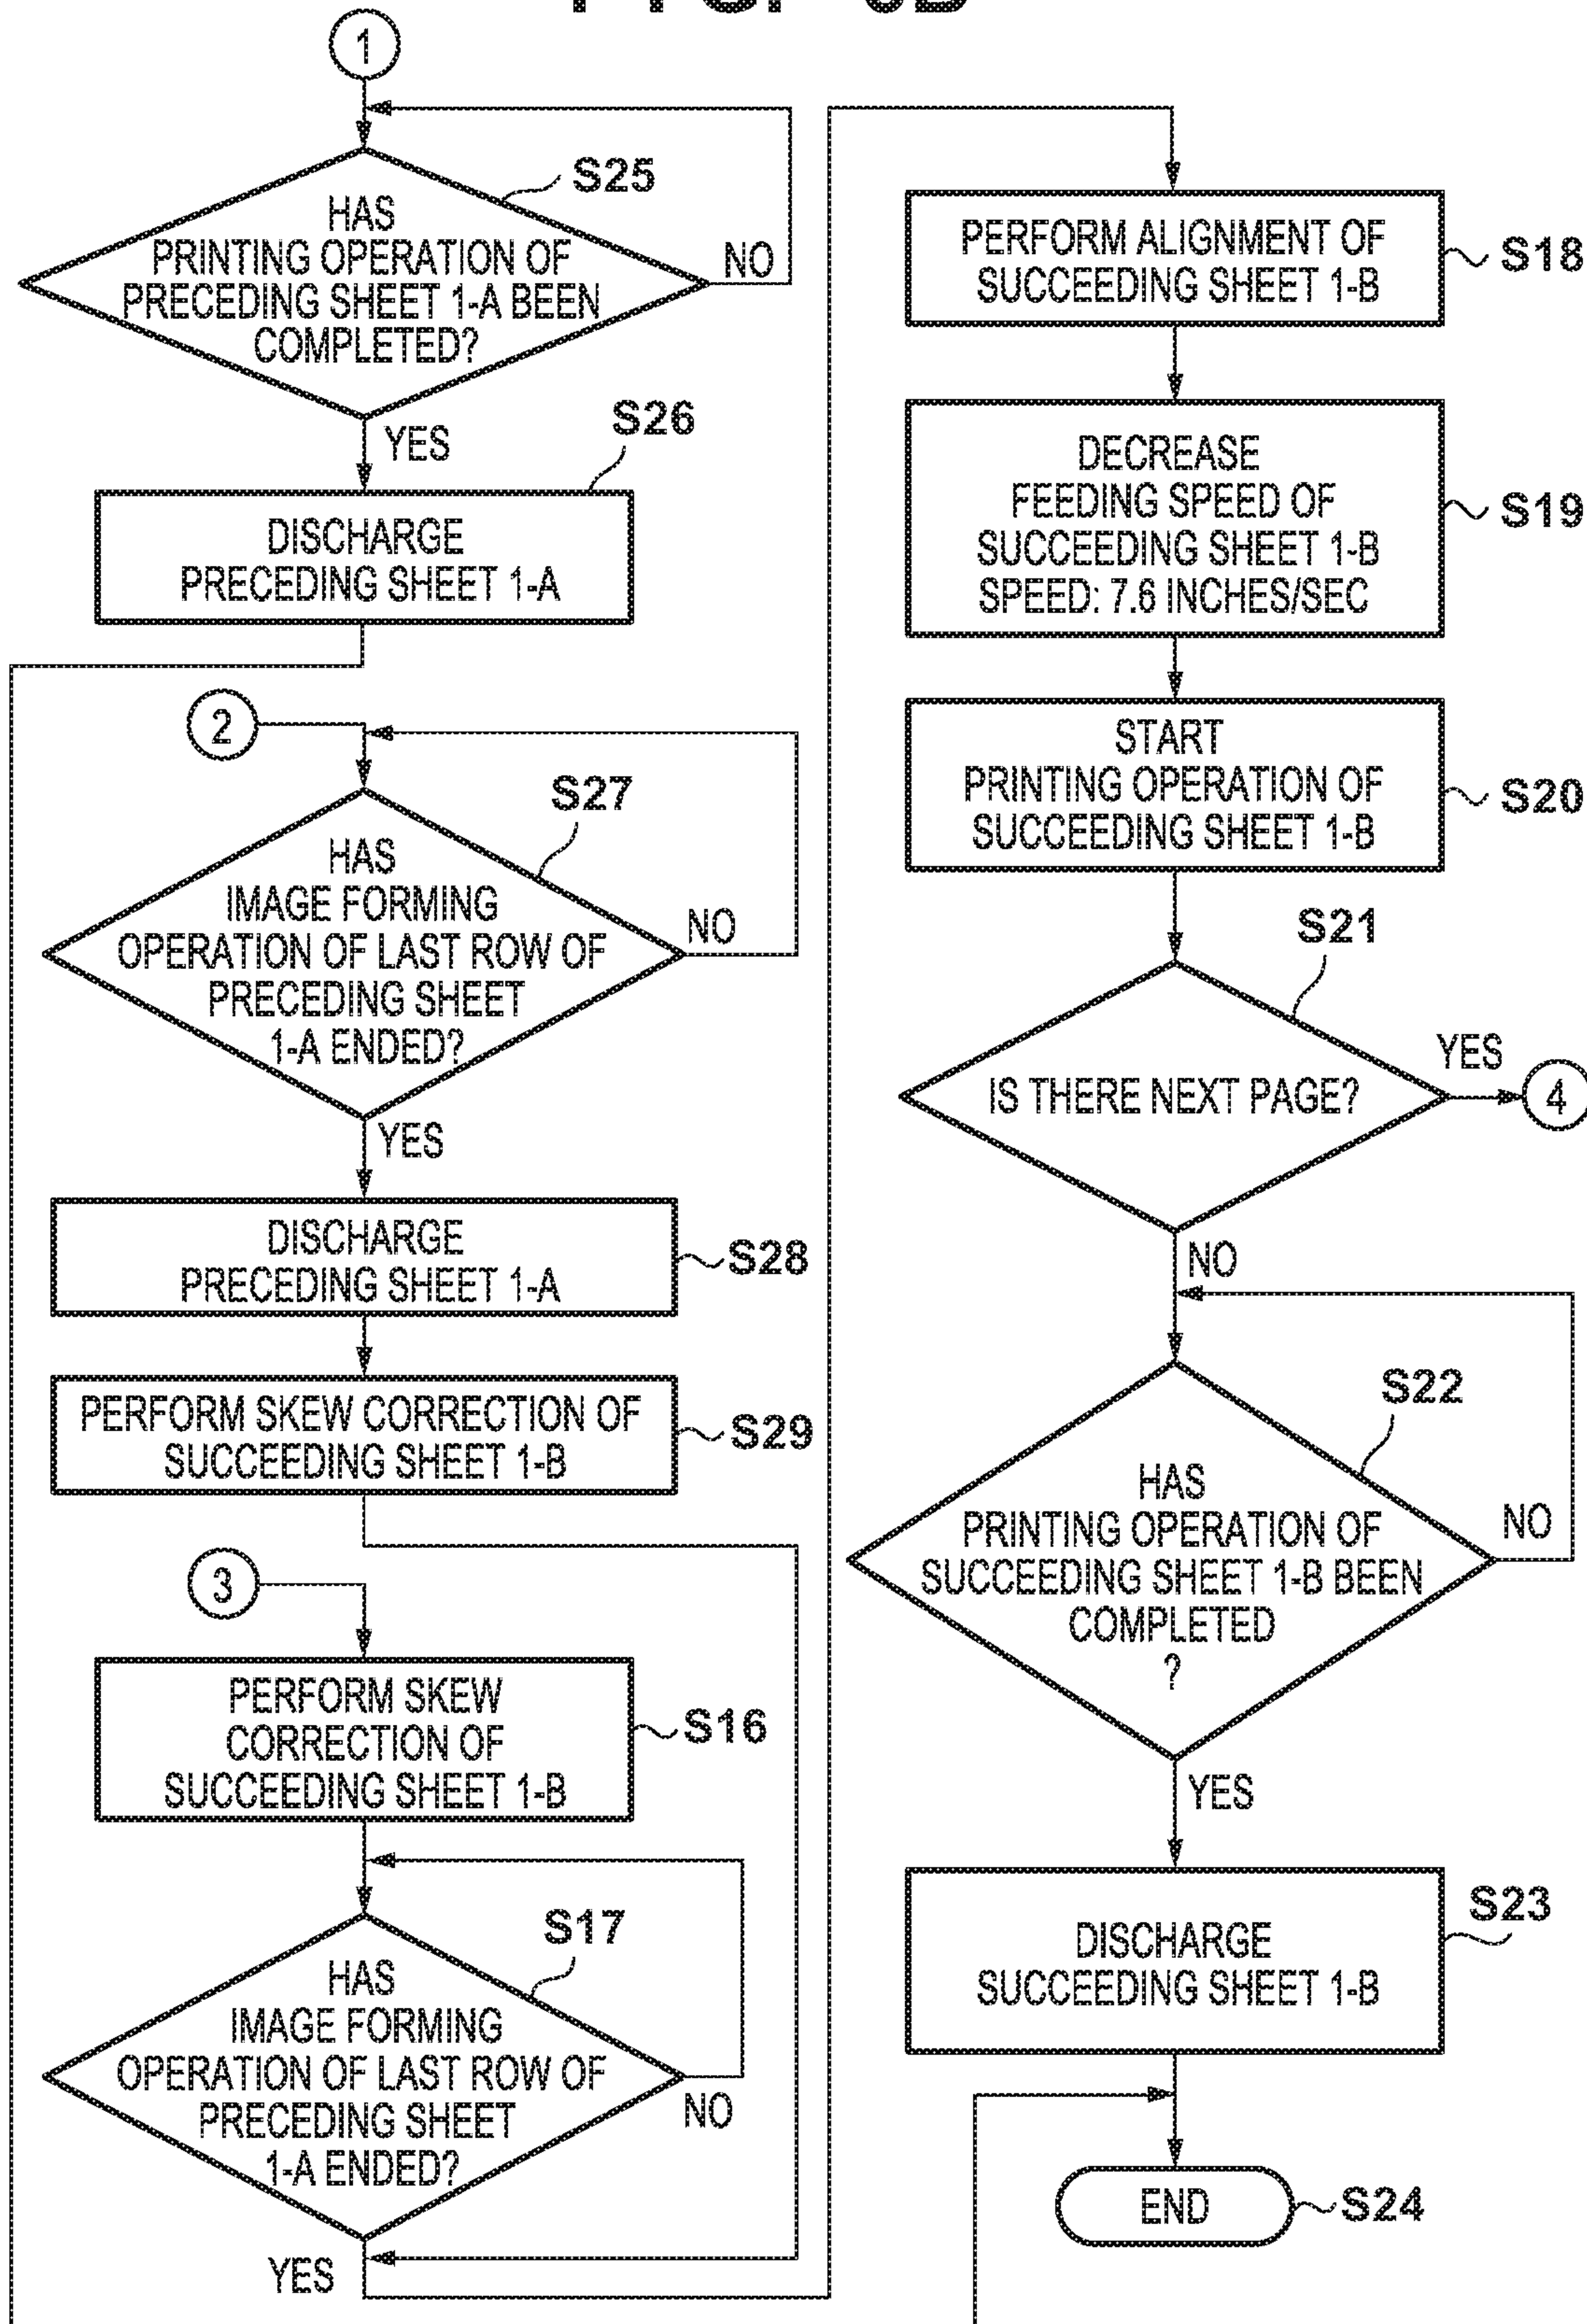 1
S25
HAS
PRINTING OPERATION OF
PRECEDING SHEET 1-A BEEN
COMPLETED?
NO
YES
S26
DISCHARGE
PRECEDING SHEET 1-A
2
S27
HAS
IMAGE FORMING
OPERATION OF LAST ROW OF
PRECEDING SHEET
1-A ENDED?
NO
YES
DISCHARGE
PRECEDING SHEET 1-A
S28
PERFORM SKEW CORRECTION OF
SUCCEEDING SHEET 1-B
S29
3
PERFORM SKEW
CORRECTION OF
SUCCEEDING SHEET 1-B
S16
S17
HAS
IMAGE FORMING
OPERATION OF LAST ROW OF
PRECEDING SHEET
1-A ENDED?
NO
YES
PERFORM ALIGNMENT OF
SUCCEEDING SHEET 1-B
S18
DECREASE
FEEDING SPEED OF
SUCCEEDING SHEET 1-B
SPEED: 7.6 INCHES/SEC
S19
START
PRINTING OPERATION OF
SUCCEEDING SHEET 1-B
S20
S21
IS THERE NEXT PAGE?
YES
4
NO
S22
HAS
PRINTING OPERATION OF
SUCCEEDING SHEET 1-B BEEN
COMPLETED
?
NO
YES
DISCHARGE
SUCCEEDING SHEET 1-B
S23
END
S24